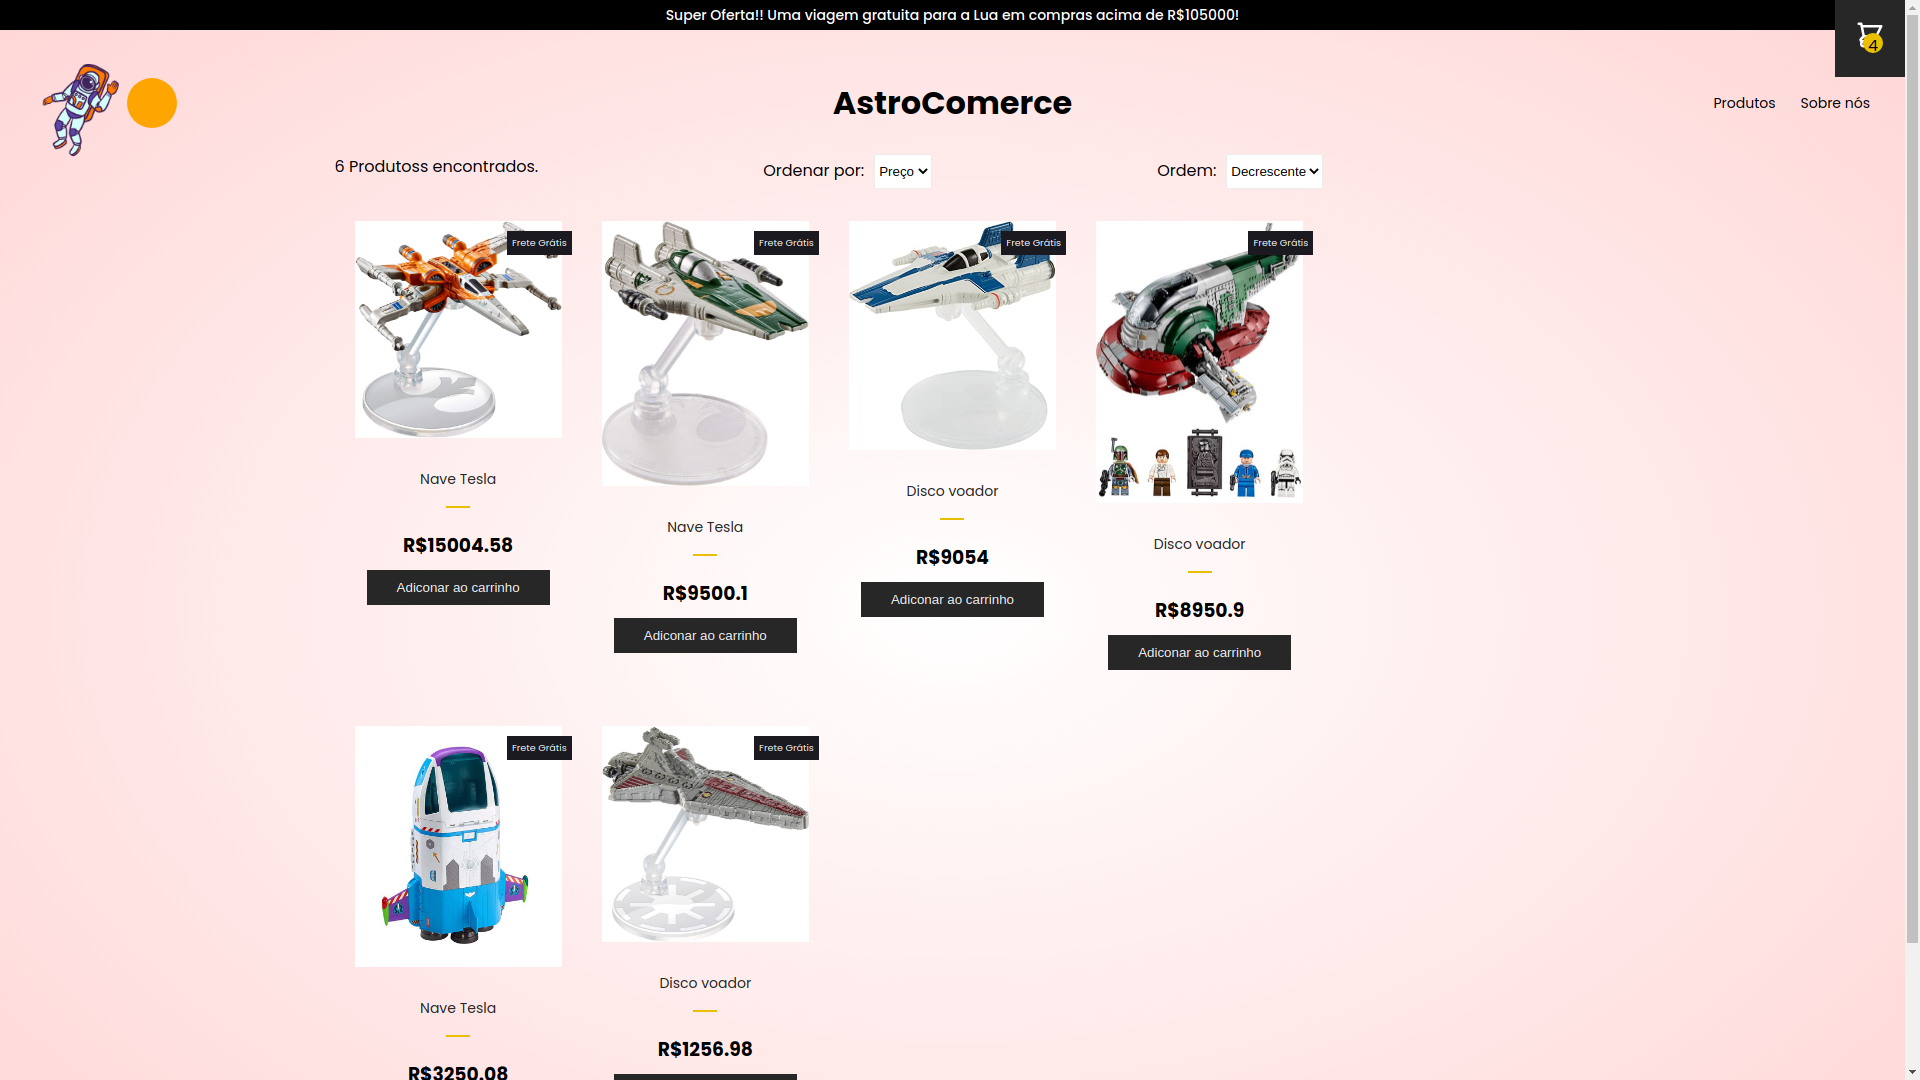 Super Oferta!! Uma viagem gratuita para a Lua em compras acima de R$105000!
4
AstroComerce
Produtos
Sobre nós
6 Produtoss encontrados.
Ordenar por:
Preço
Ordem:
Decrescente
Frete Grátis
Nave Tesla
R$15004.58
Adiconar ao carrinho
Frete Grátis
Nave Tesla
R$9500.1
Adiconar ao carrinho
Frete Grátis
Disco voador
R$9054
Adiconar ao carrinho
Frete Grátis
Disco voador
R$8950.9
Adiconar ao carrinho
Frete Grátis
Nave Tesla
R$3250.08
Frete Grátis
Disco voador
R$1256.98